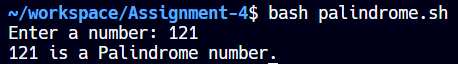 ~/workspace/Assignment-4$ bash palindrome.sh
Enter a number: 121
121 is a Palindrome number.